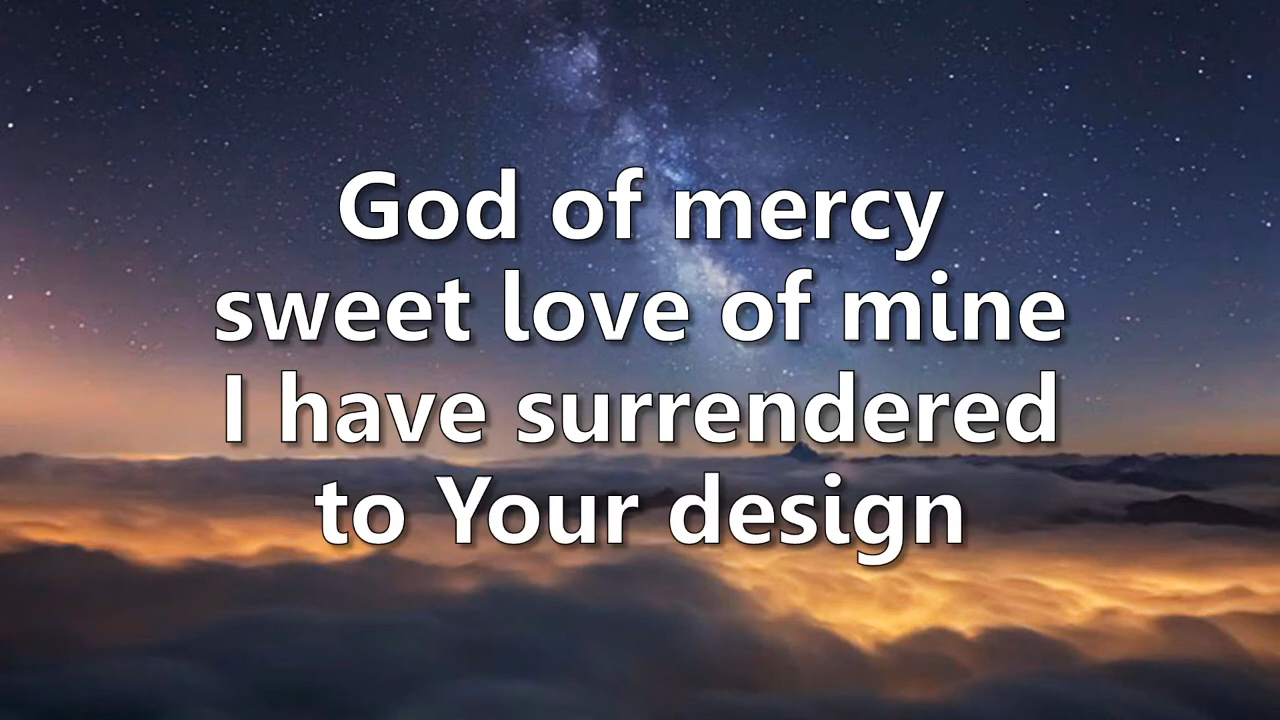 God of mercy
sweet love of mine
I have surrendered
to Your design